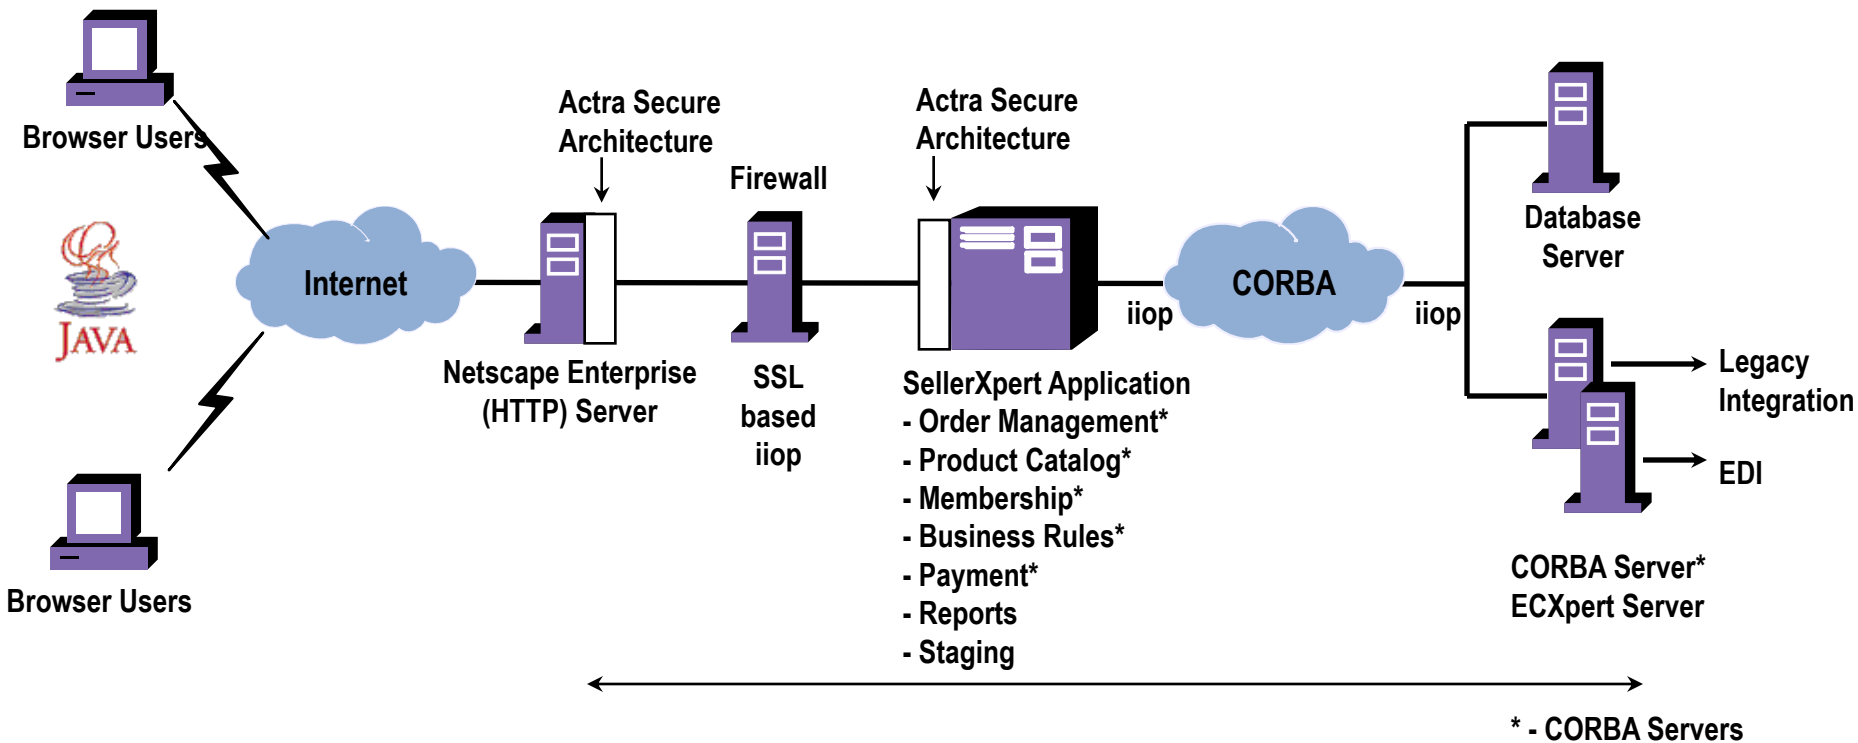 Browser Users
JAVA
Browser Users
Internet
Actra Secure
Architecture
Netscape Enterprise
(HTTP) Server
Firewall
SSL
based
iiop
Actra Secure
Architecture
SellerXpert Application
- Order Management*
- Product Catalog*
- Membership*
- Business Rules*
- Payment*
- Reports
- Staging
iiop
CORBA
iiop
Database
Server
Legacy
Integration
EDI
CORBA Server*
ECXpert Server
* - CORBA Servers